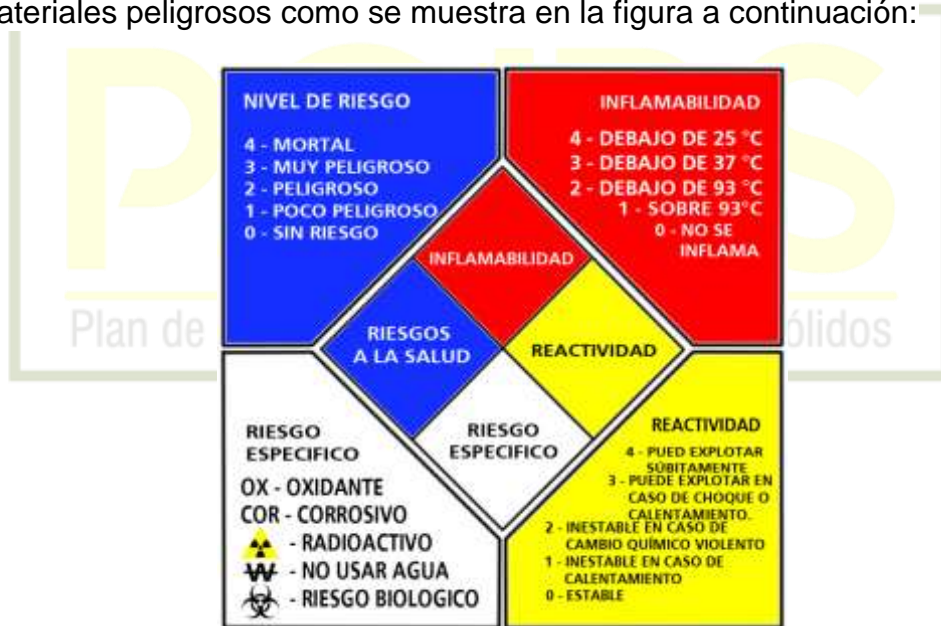 ateriales peligrosos como se muestra en la figura a continuación:
NIVEL DE RIESGO
4 - MORTAL
3 - MUY PELIGROSO
2 - PELIGROSO
1 - POCO PELIGROSO
0 - SIN RIESGO
INFLAMABILIDAD
4 - DEBAJO DE 25 °C
3 - DEBAJO DE 37 °C
2 - DEBAJO DE 93 °C
1 - SOBRE 93°C
0 - NO SE
INFLAMA
INFLAMABILIDAD
RIESGOS
A LA SALUD
REACTIVIDAD
RIESGO
ESPECIFICO
Plan de
ólidos
RIESGO
ESPECIFICO
OX - OXIDANTE
COR - CORROSIVO
- RADIOACTIVO
W - NO USAR AGUA
- RIESGO BIOLOGICO
REACTIVIDAD
4 - PUED EXPLOTAR
SÚBITAMENTE
3 - PUEDE EXPLOTAR EN
CASO DE CHOQUE O
CALENTAMIENTO.
2 - INESTABLE EN CASO DE
CAMBIO QUÍMICO VIOLENTO
1 - INESTABLE EN CASO DE
CALENTAMIENTO
0 - ESTABLE